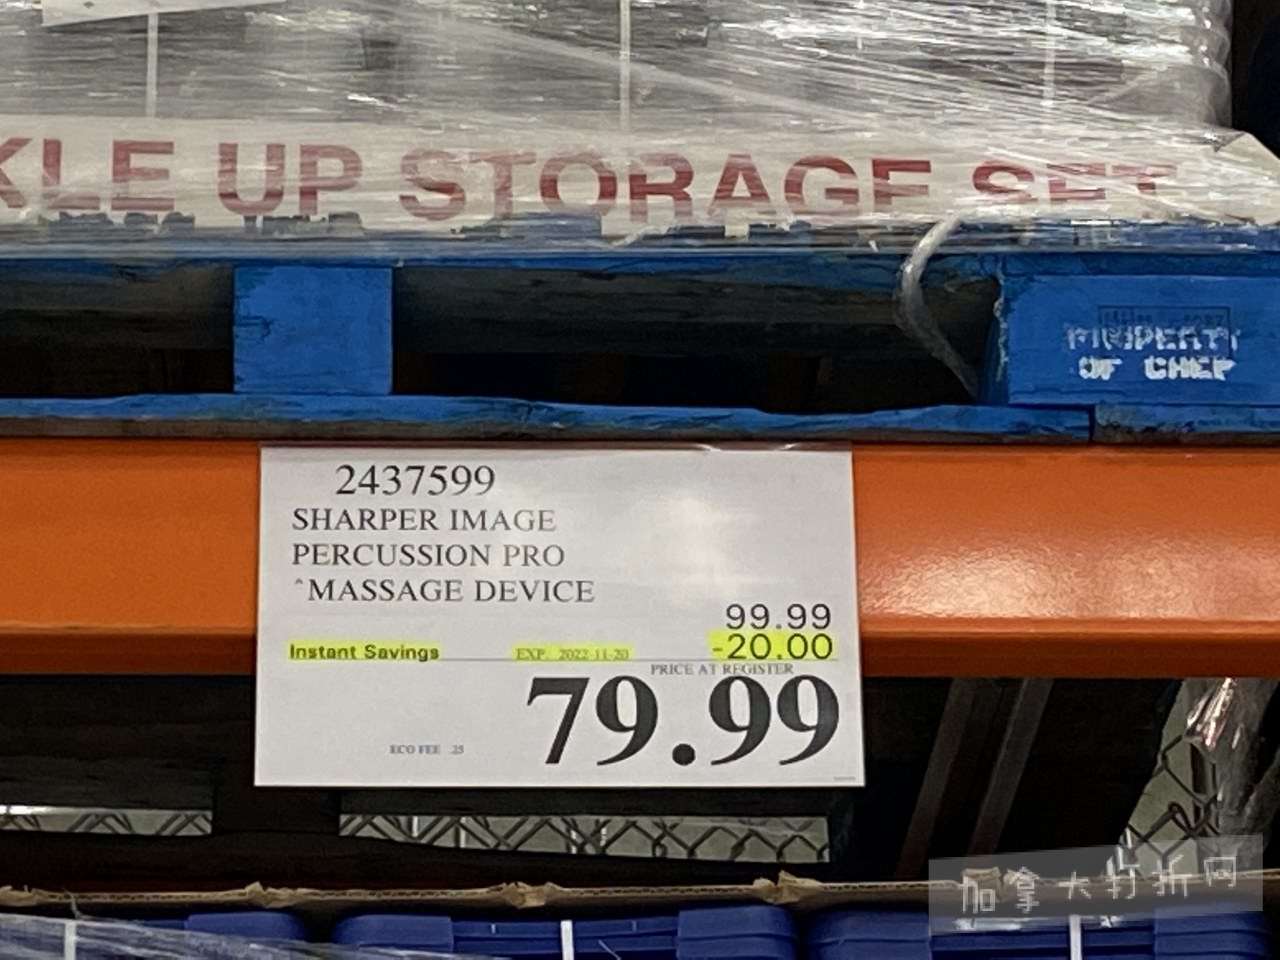 KLE UP STORAGE SET
PROPERTY
OF CHEP
2437599
SHARPER IMAGE
PERCUSSION PRO
^MASSAGE DEVICE
99.99
Instant Savings EXP. 2022-11-20 -20.00
PRICE AT REGISTER
79.99
ECO FEE .25
加拿大打折网